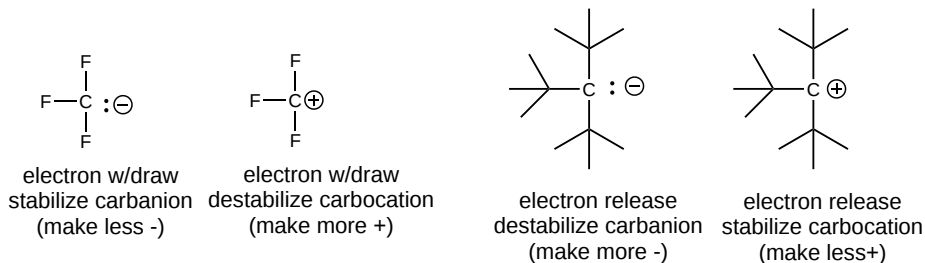 F
F
F—C :⊖
F
F—C⊕
F
C :⊖
C⊕
electron w/draw
stabilize carbanion
(make less -)
electron w/draw
destabilize carbocation
(make more +)
electron release
destabilize carbanion
(make more -)
electron release
stabilize carbocation
(make less+)